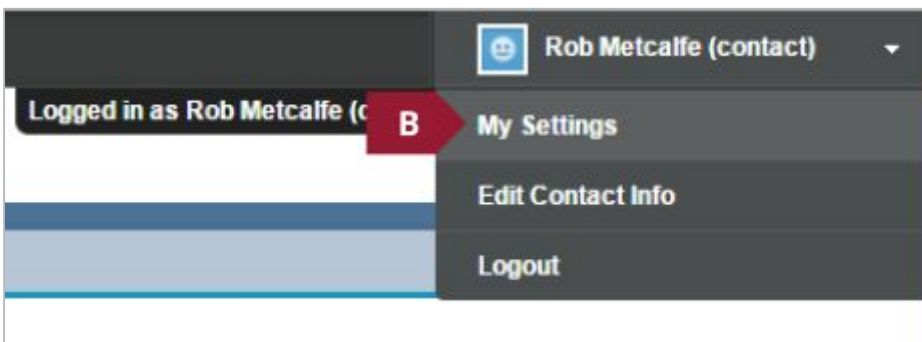 Rob Metcalfe (contact)
Logged in as Rob Metcalfe (c
B
My Settings
Edit Contact Info
Logout